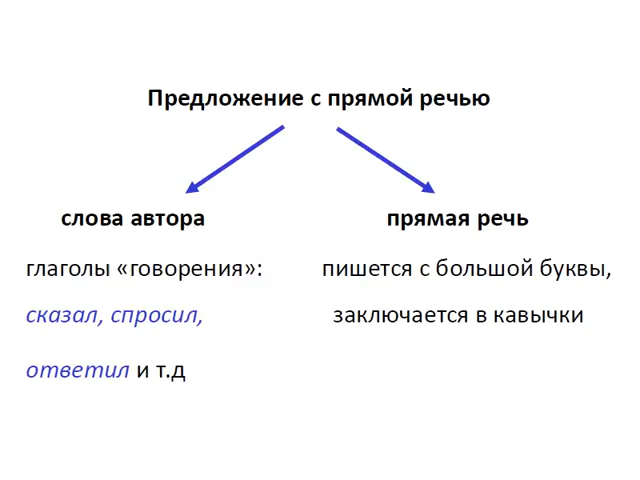 Предложение с прямой речью
слова автора
прямая речь
глаголы «говорения»:
сказал, спросил,
ответил и т.д
пишется с большой буквы,
заключается в кавычки